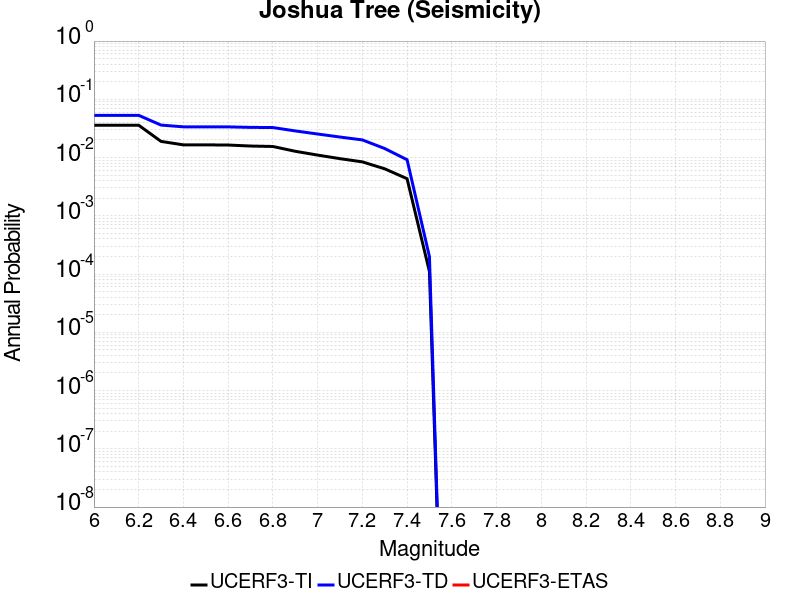 Joshua Tree (Seismicity)
Annual Probability
10^0
10^-1
10^-2
10^-3
10^-4
10^-5
10^-6
10^-7
10^-8
6 6.2 6.4 6.6 6.8 7 7.2 7.4 7.6 7.8 8 8.2 8.4 8.6 8.8 9
Magnitude
UCERF3-TI UCERF3-TD UCERF3-ETAS